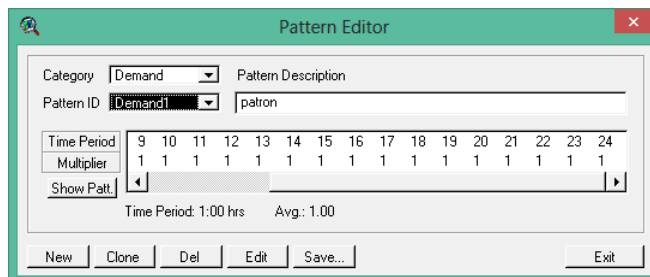 Pattern Editor
Category Demand Pattern Description
Pattern ID Demand1 patron
Time Period 9 10 11 12 13 14 15 16 17 18 19 20 21 22 23 24
Multiplier 1 1 1 1 1 1 1 1 1 1 1 1 1 1 1 1
Show Patt.
Time Period: 1:00 hrs Avg.: 1.00
New Clone Del Edit Save... Exit